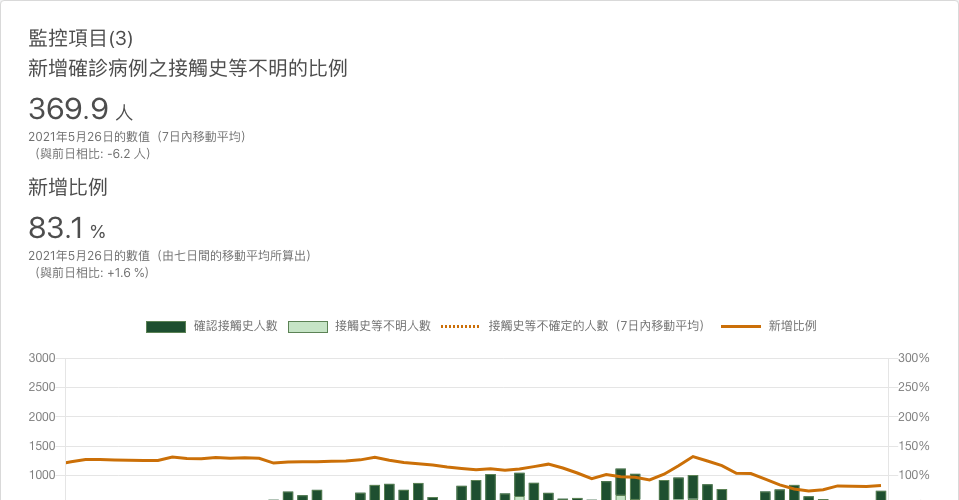 監控項目(3)
新增確診病例之接觸史等不明的比例
369.9 人
2021年5月26日的數值（7日內移動平均）
（與前日相比: -6.2 人）
新增比例
83.1 %
2021年5月26日的數值（由七日間的移動平均所算出）
（與前日相比: +1.6 %）
確認接觸史人數 接觸史等不明人數 接觸史等不確定的人數（7日內移動平均） 新增比例
3000 300%
2500 250%
2000 200%
1500 150%
1000 100%